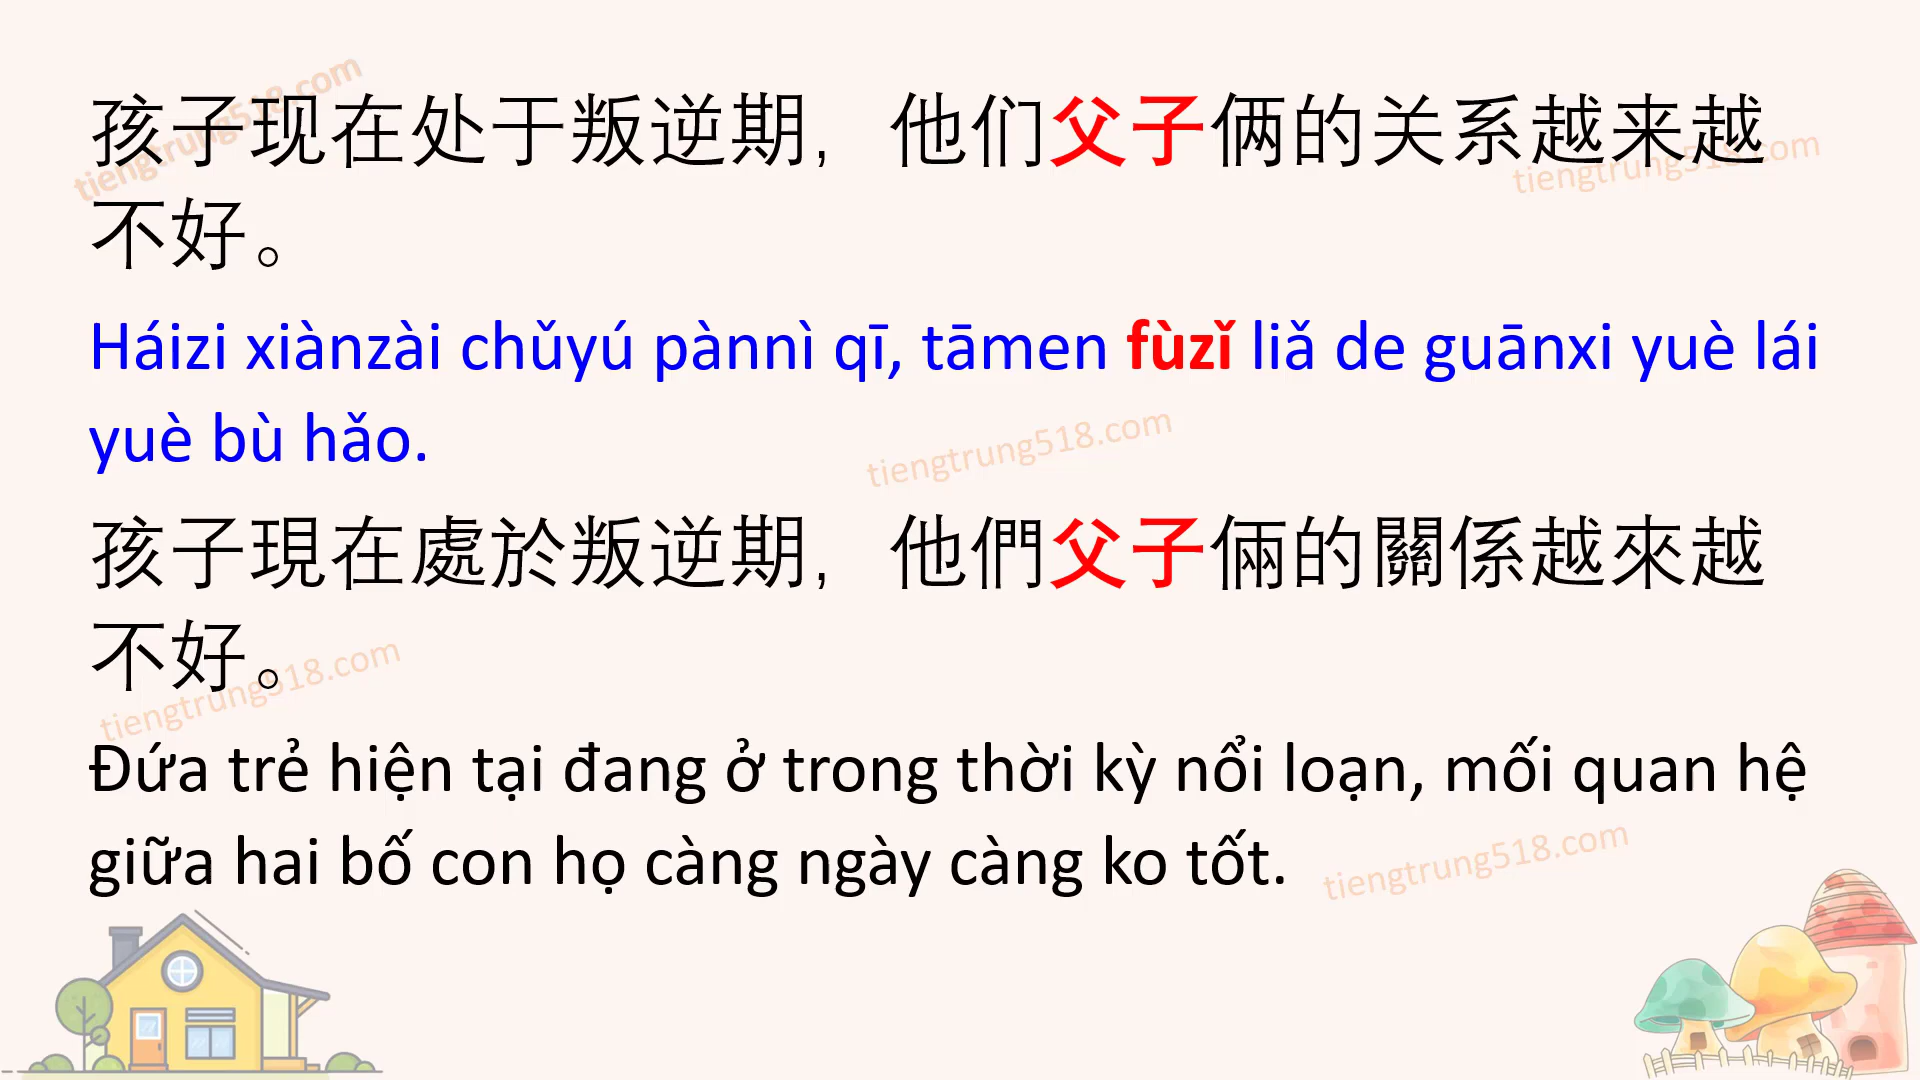 孩子现在处于叛逆期，他们父子俩的关系越来越
不好。
Háizi xiànzài chǔyú pànnì qī, tāmen fùzǐ liǎ de guānxi yuè lái
yuè bù hǎo.
孩子現在處於叛逆期，他們父子倆的關係越來越
不好。
Đứa trẻ hiện tại đang ở trong thời kỳ nổi loạn, mối quan hệ
giữa hai bố con họ càng ngày càng ko tốt.
tiengtrung518.com
tiengtrung518.com
tiengtrung518.com
tiengtrung518.com
tiengtrung518.com